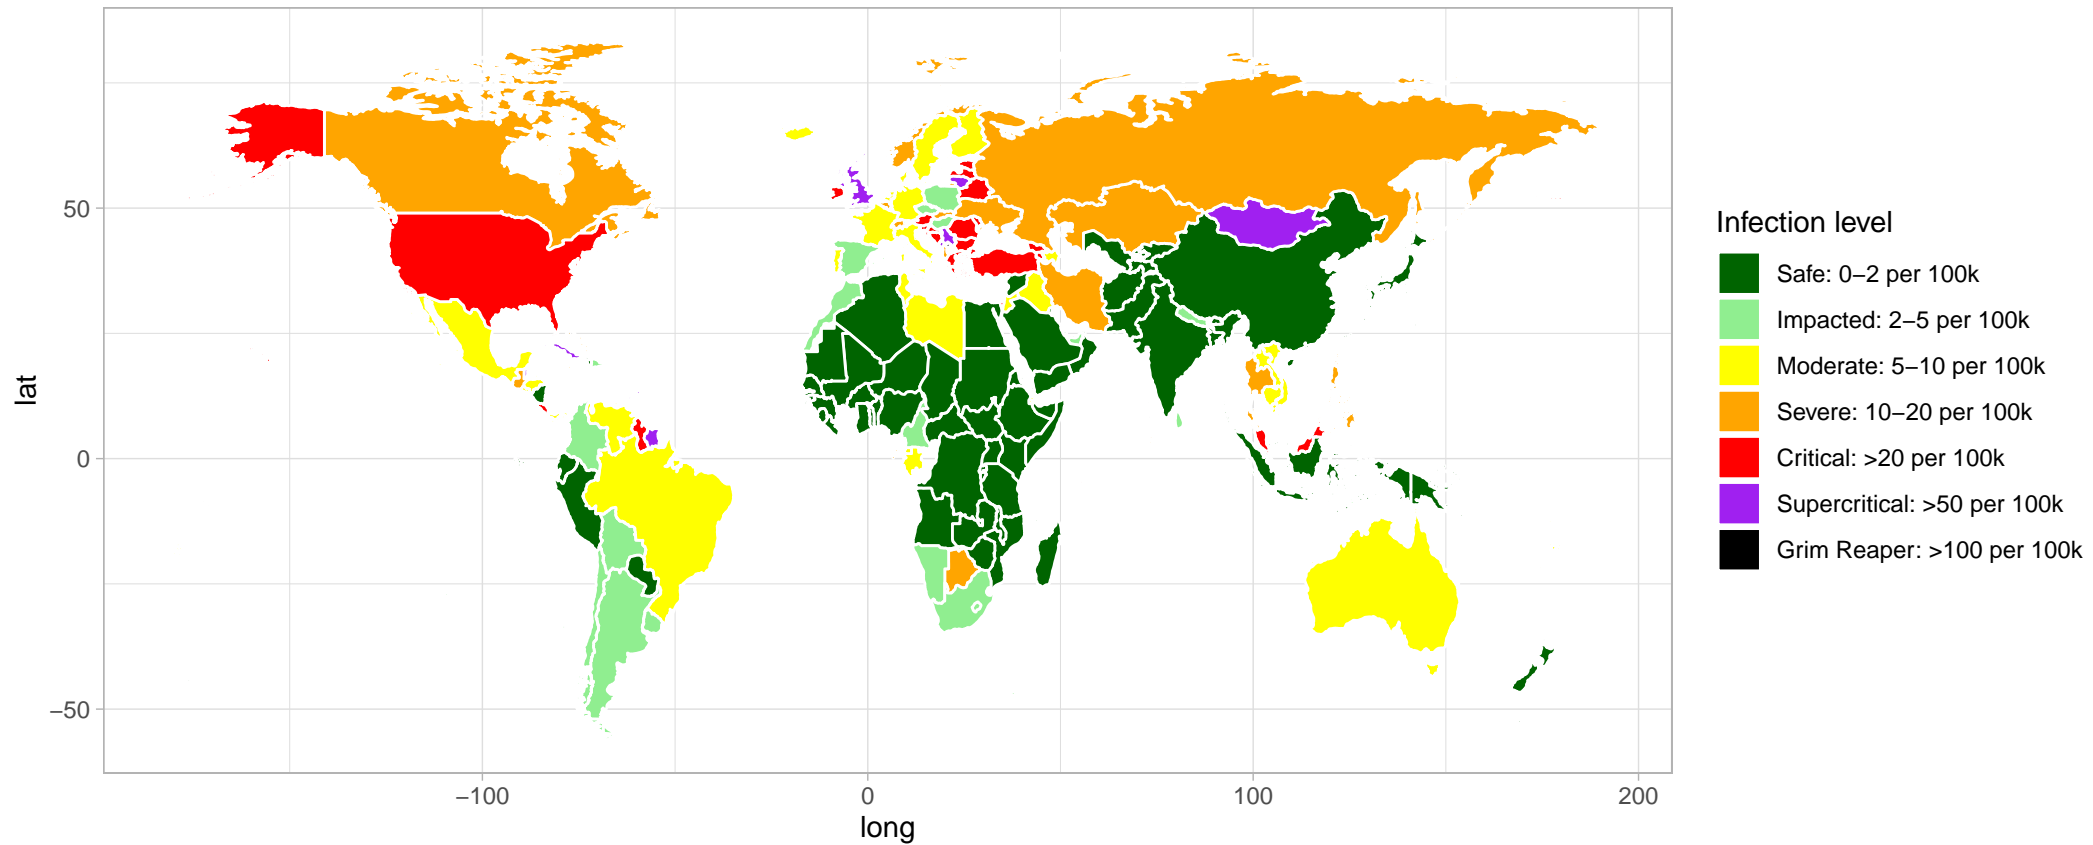 50
0
−50
lat
−100
0
100
200
long
Infection level
Safe: 0−2 per 100k
Impacted: 2−5 per 100k
Moderate: 5−10 per 100k
Severe: 10−20 per 100k
Critical: >20 per 100k
Supercritical: >50 per 100k
Grim Reaper: >100 per 100k